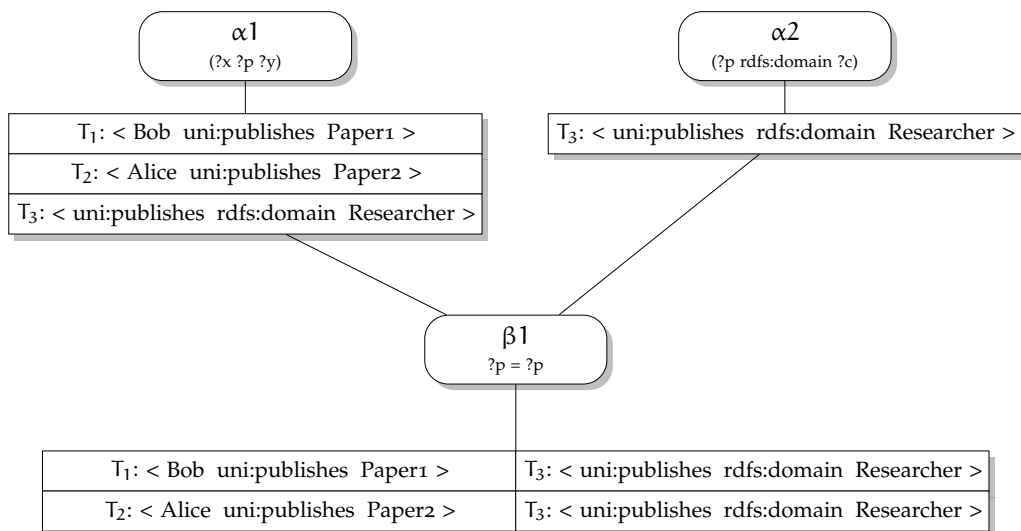 α1
(?x ?p ?y)
α2
(?p rdfs:domain ?c)
T₁: < Bob uni:publishes Paper1 >
T₂: < Alice uni:publishes Paper2 >
T₃: < uni:publishes rdfs:domain Researcher >
T₃: < uni:publishes rdfs:domain Researcher >
β1
?p = ?p
T₁: < Bob uni:publishes Paper1 > T₃: < uni:publishes rdfs:domain Researcher >
T₂: < Alice uni:publishes Paper2 > T₃: < uni:publishes rdfs:domain Researcher >